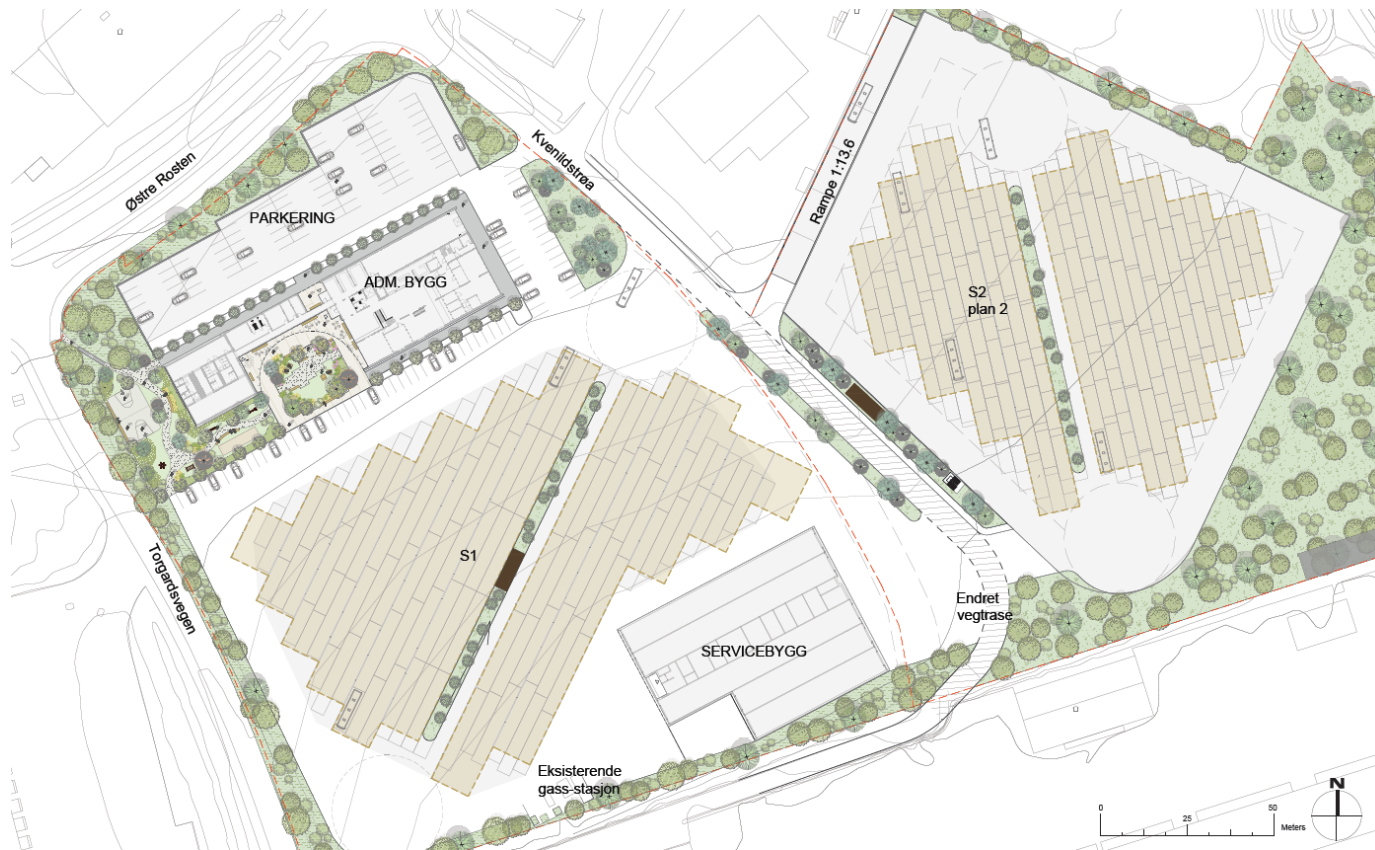 Østre Rosten
Kvenildstrøa
Rampe 1:13.6
PARKERING
ADM. BYGG
S2
plan 2
S1
Torgardsvegen
Endret
vegtrase
SERVICEBYGG
Eksisterende
gass-stasjon
N
0 25 50
Meters